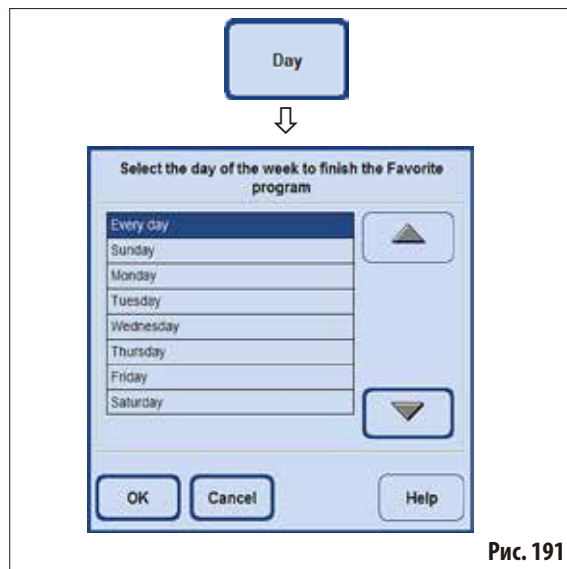 Day
Select the day of the week to finish the Favorite
program
Every day
Sunday
Monday
Tuesday
Wednesday
Thursday
Friday
Saturday
OK Cancel Help
Рис. 191